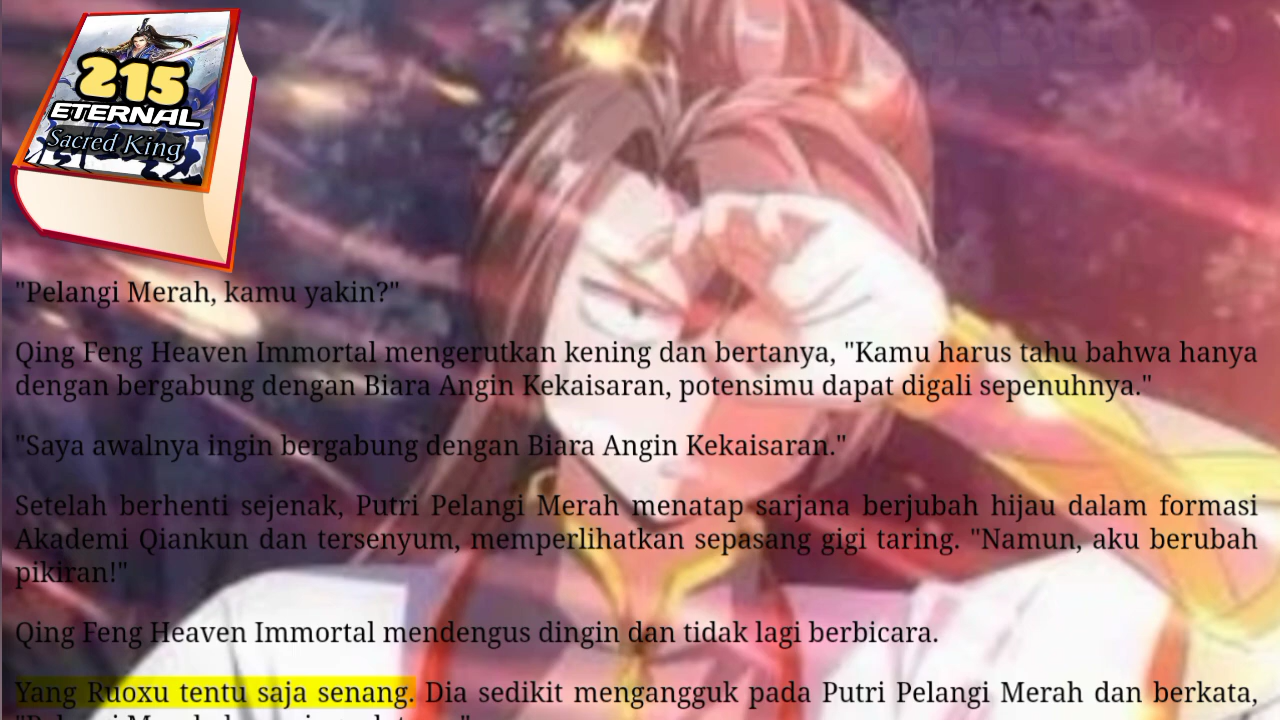 215
ETERNAL
Sacred King
"Pelangi Merah, kamu yakin?"
Qing Feng Heaven Immortal mengerutkan kening dan bertanya, "Kamu harus tahu bahwa hanya
dengan bergabung dengan Biara Angin Kekaisaran, potensimu dapat digali sepenuhnya."
"Saya awalnya ingin bergabung dengan Biara Angin Kekaisaran."
Setelah berhenti sejenak, Putri Pelangi Merah menatap sarjana berjubah hijau dalam formasi
Akademi Qiankun dan tersenyum, memperlihatkan sepasang gigi taring. "Namun, aku berubah
pikiran!"
Qing Feng Heaven Immortal mendengus dingin dan tidak lagi berbicara.
Yang Ruoxu tentu saja senang. Dia sedikit mengangguk pada Putri Pelangi Merah dan berkata,